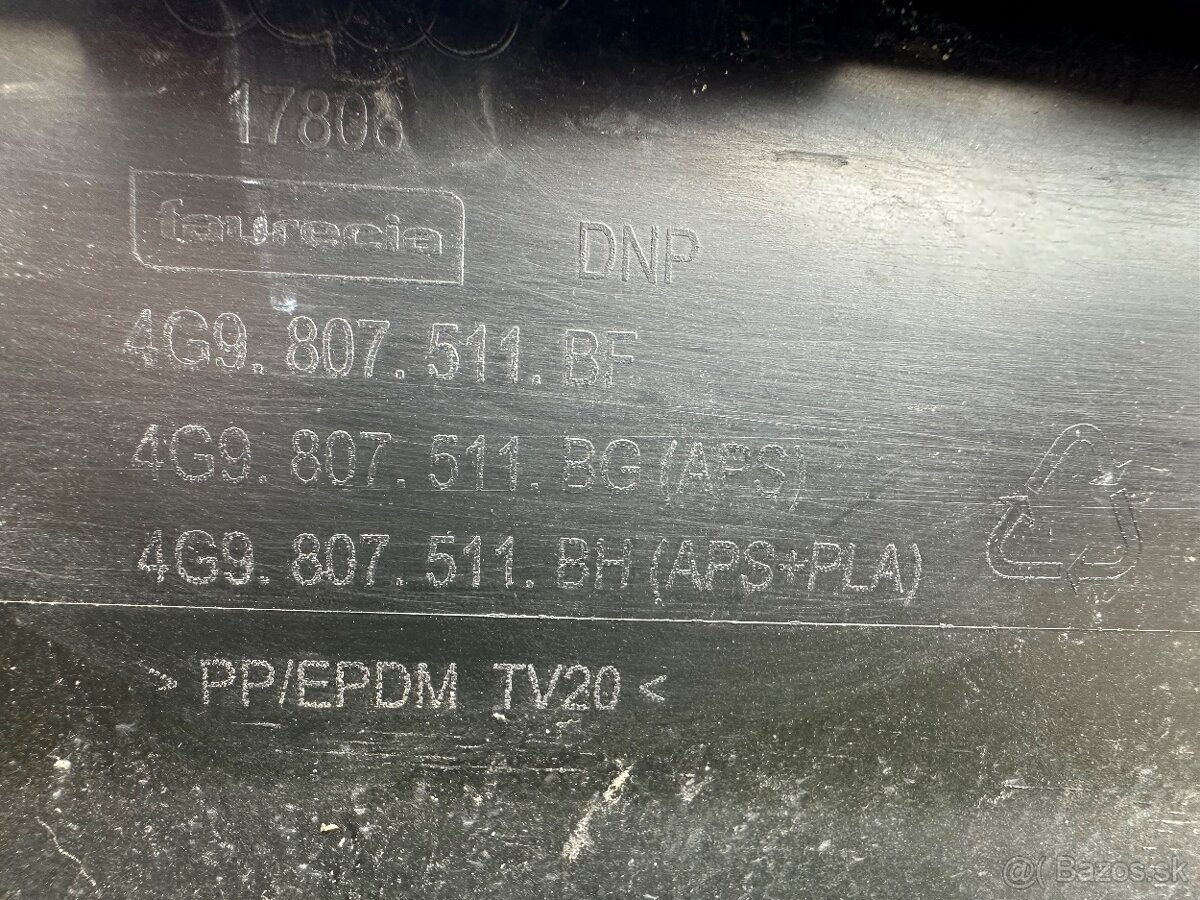 17808
faurecia DNP
4G9. 807. 511. BF
4G9. 807. 511. BG (APS)
4G9. 807. 511. BH (APS+PLA)
> PP/EPDM TV20 <
@( Bazos.sk